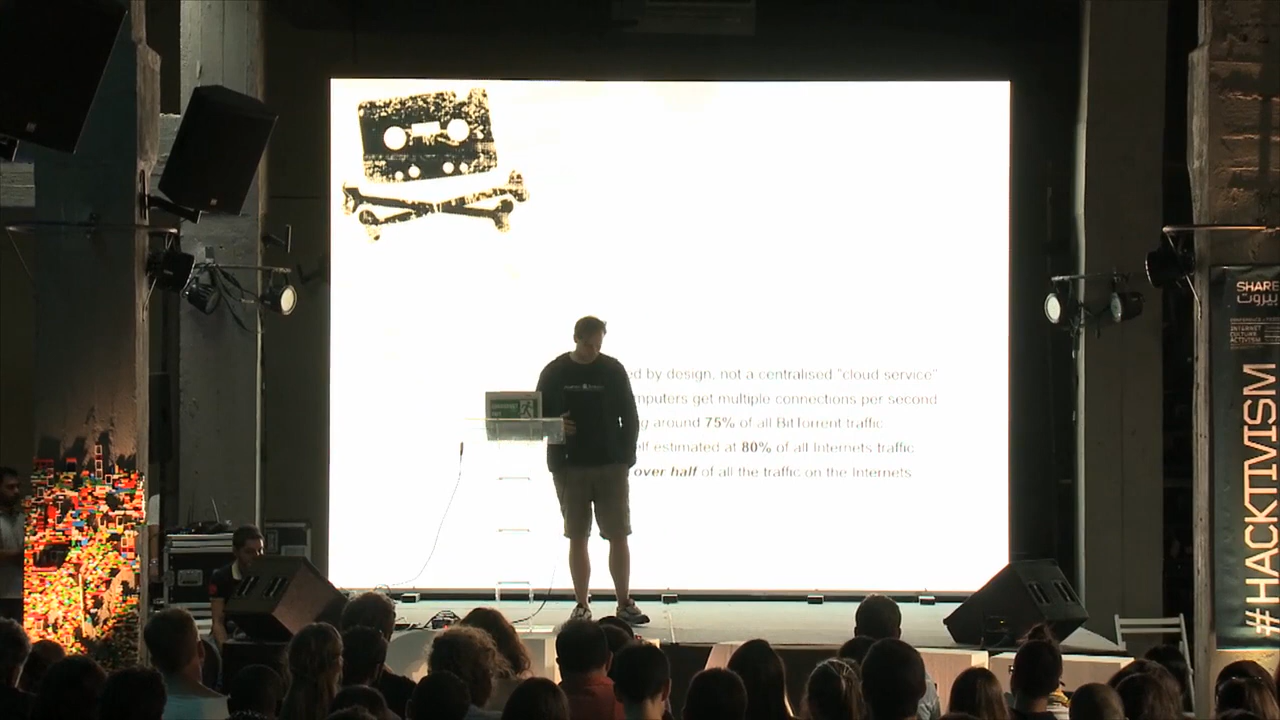 ed by design, not a centralised "cloud service"
mputers get multiple connections per second
g around 75% of all BitTorrent traffic
elf estimated at 80% of all Internets traffic
over half of all the traffic on the Internets
SHARE
بيروت
INTERNET
CULTURE
ACTIVISM
#HACKTIVISM